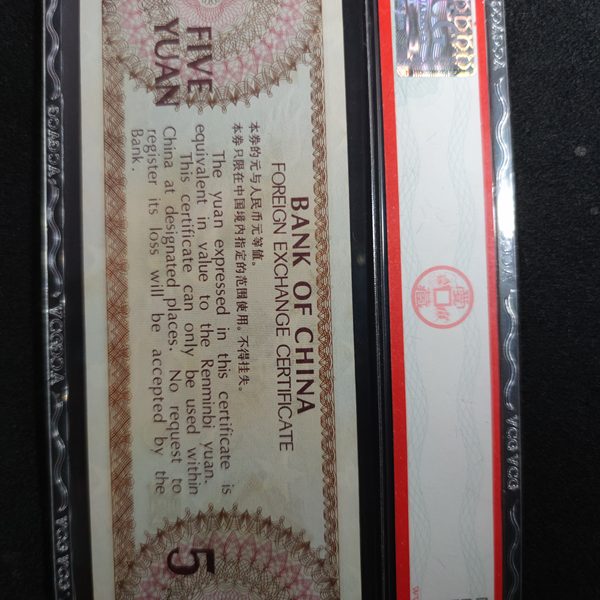 FIVE
YUAN
BANK OF CHINA
FOREIGN EXCHANGE CERTIFICATE
本券的元与人民币元等值。
本券只限在中国境内指定的范围使用。不得挂失。
The yuan expressed in this certificate is
equivalent in value to the Renminbi yuan.
This certificate can only be used within
China at designated places. No request to
register its loss will be accepted by the
Bank.
5